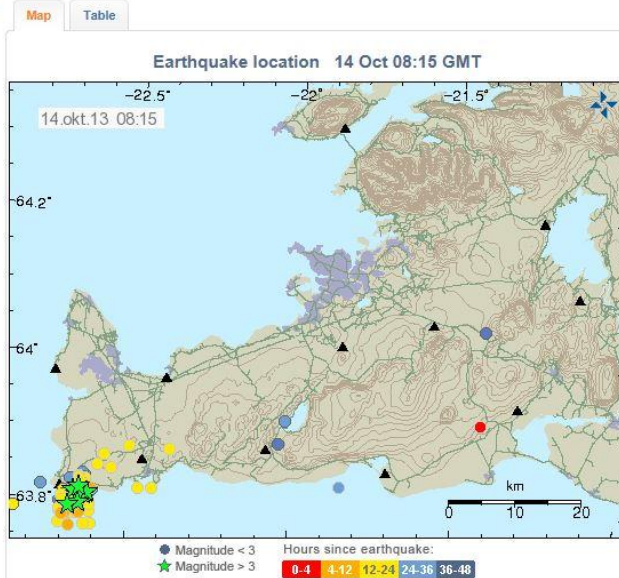 Map Table
Earthquake location 14 Oct 08:15 GMT
-22.5° -22° -21.5°
14.okt.13 08:15
64.2°
64°
63.8°
km
0 10 20
Magnitude < 3
Magnitude > 3
Hours since earthquake:
0-4 4-12 12-24 24-36 36-48